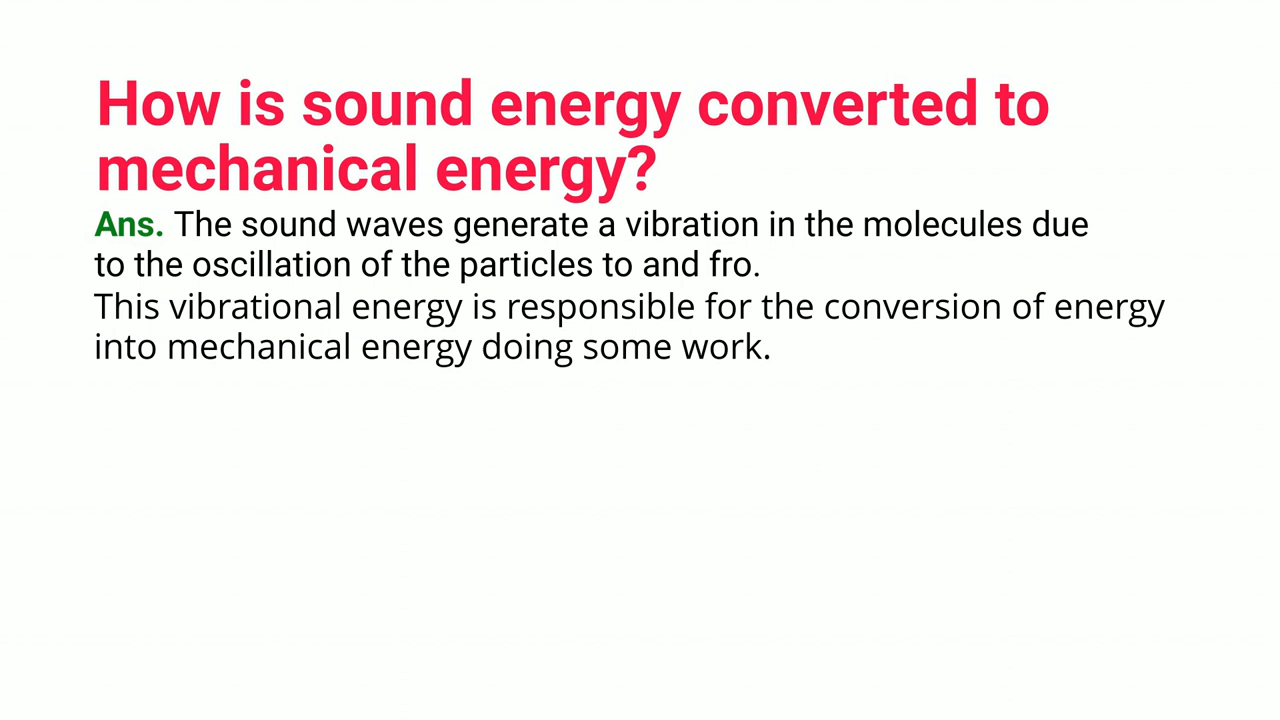 How is sound energy converted to
mechanical energy?
Ans. The sound waves generate a vibration in the molecules due
to the oscillation of the particles to and fro.
This vibrational energy is responsible for the conversion of energy
into mechanical energy doing some work.